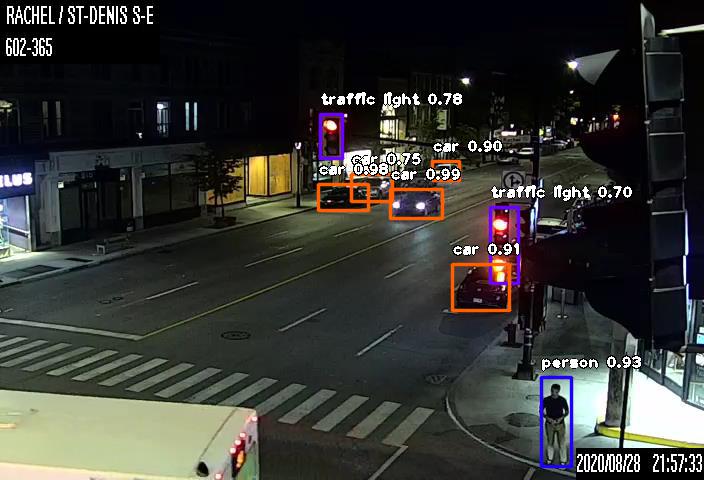 RACHEL / ST-DENIS S-E
602-365
traffic light 0.78
car 0.90
car 0.75
car 0.98
car 0.99
traffic light 0.70
car 0.91
person 0.93
2020/08/28 21:57:33